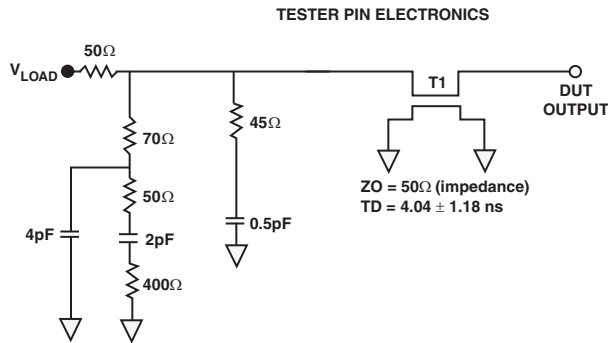 TESTER PIN ELECTRONICS
50Ω
VLOAD
T1
DUT
OUTPUT
70Ω
45Ω
50Ω
4pF
2pF
0.5pF
400Ω
ZO = 50Ω (impedance)
TD = 4.04 ± 1.18 ns